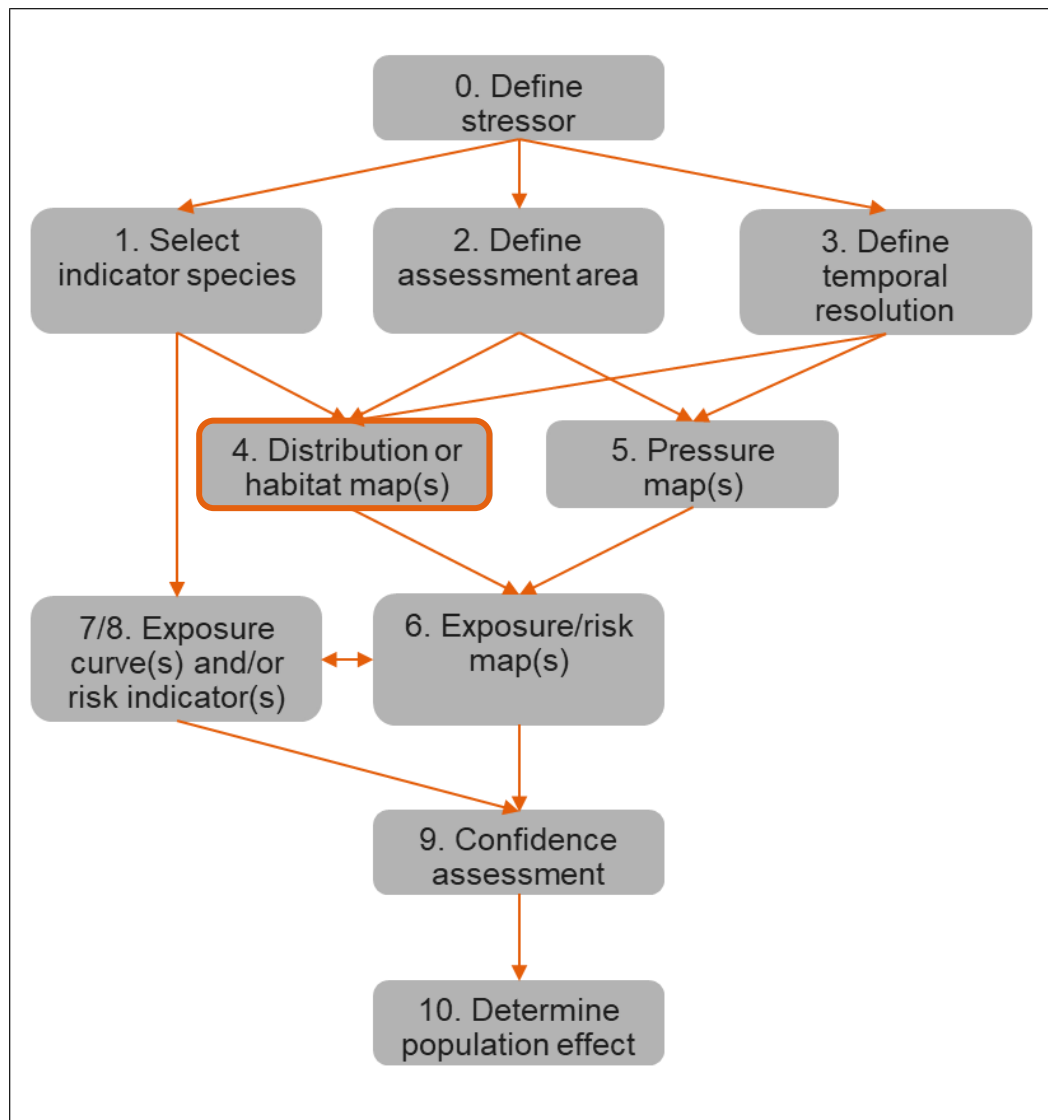 0. Define
stressor
1. Select
indicator species
2. Define
assessment area
3. Define
temporal
resolution
4. Distribution or
habitat map(s)
5. Pressure
map(s)
7/8. Exposure
curve(s) and/or
risk indicator(s)
6. Exposure/risk
map(s)
9. Confidence
assessment
10. Determine
population effect